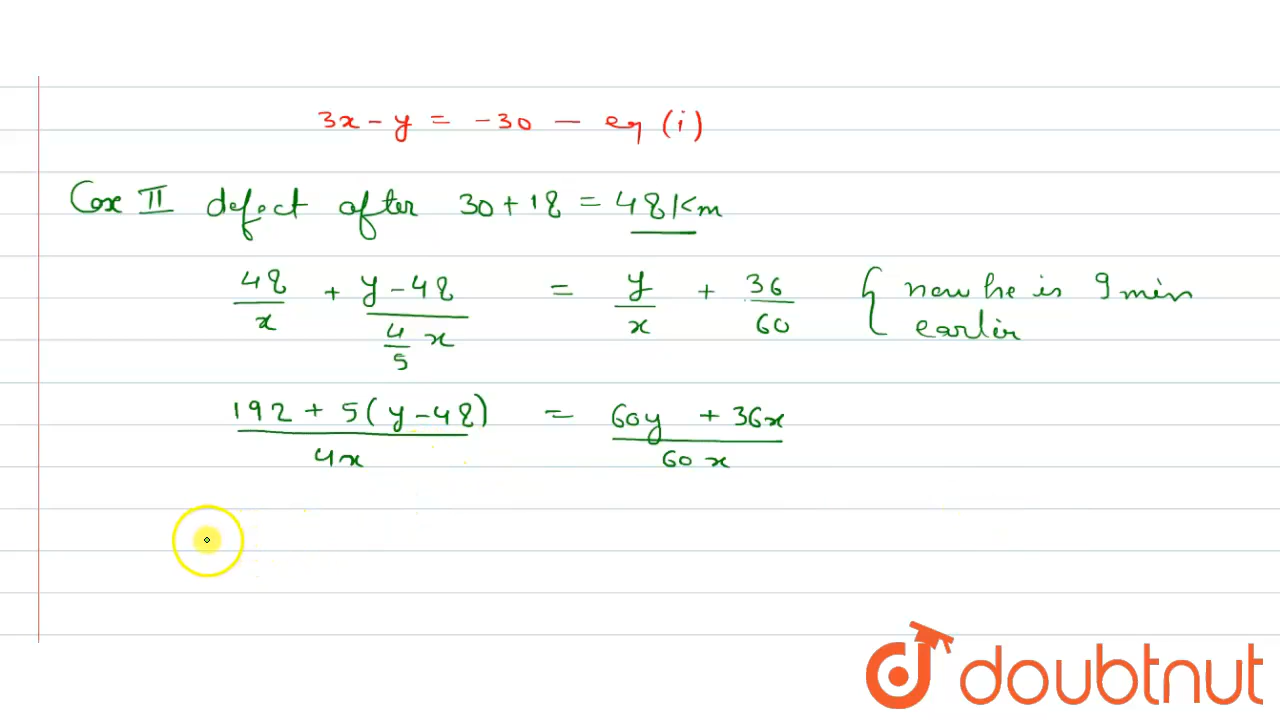 3x - y = -30 - eq (i)
Case II defect after 30 + 18 = 48 Km
48/x + (y - 48)/(4/5 x) = y/x + 36/60 { now he is 9 min earlier
(192 + 5(y - 48))/4x = (60y + 36x)/60x
doubtnut